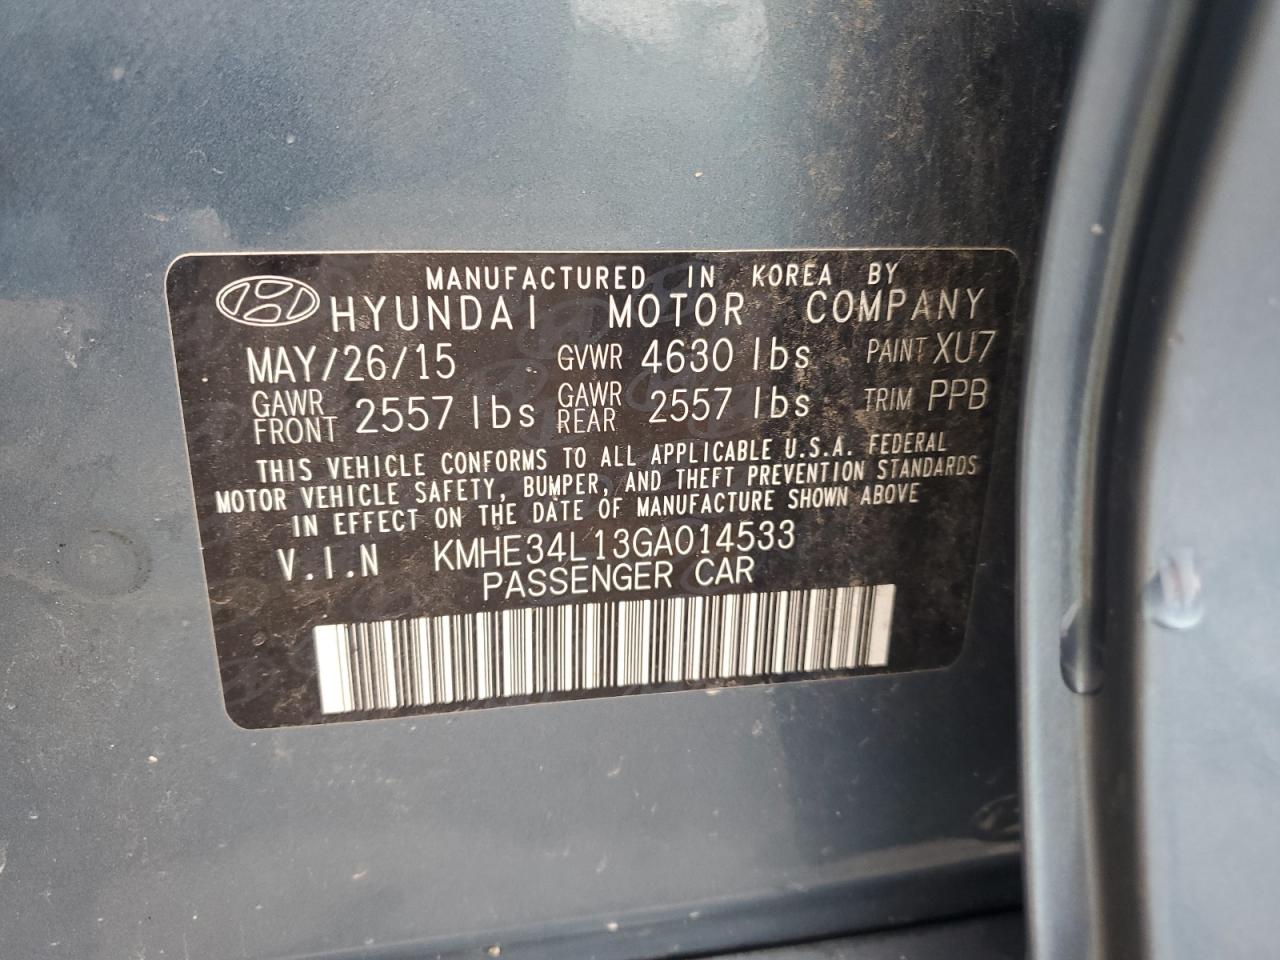 MANUFACTURED IN KOREA BY
HYUNDAI MOTOR COMPANY
MAY/26/15 GVWR 4630 lbs PAINT XU7
GAWR FRONT 2557 lbs GAWR REAR 2557 lbs TRIM PPB
THIS VEHICLE CONFORMS TO ALL APPLICABLE U.S.A. FEDERAL
MOTOR VEHICLE SAFETY, BUMPER, AND THEFT PREVENTION STANDARDS
IN EFFECT ON THE DATE OF MANUFACTURE SHOWN ABOVE
V.I.N KMHE34L13GA014533
PASSENGER CAR